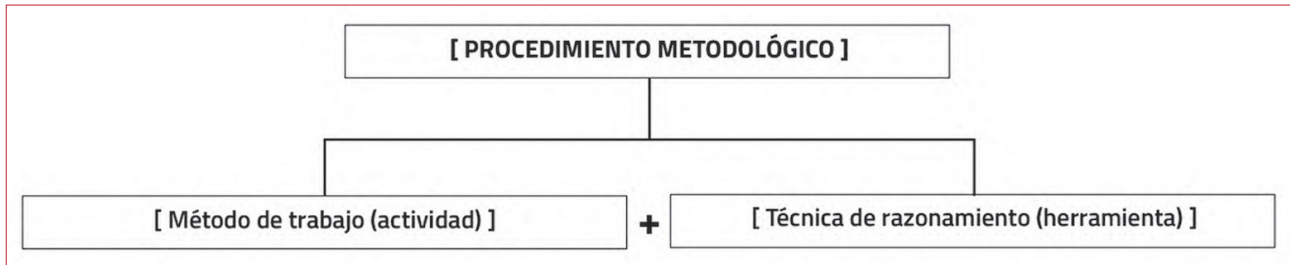 [ PROCEDIMIENTO METODOLÓGICO ]
[ Método de trabajo (actividad) ] + [ Técnica de razonamiento (herramienta) ]